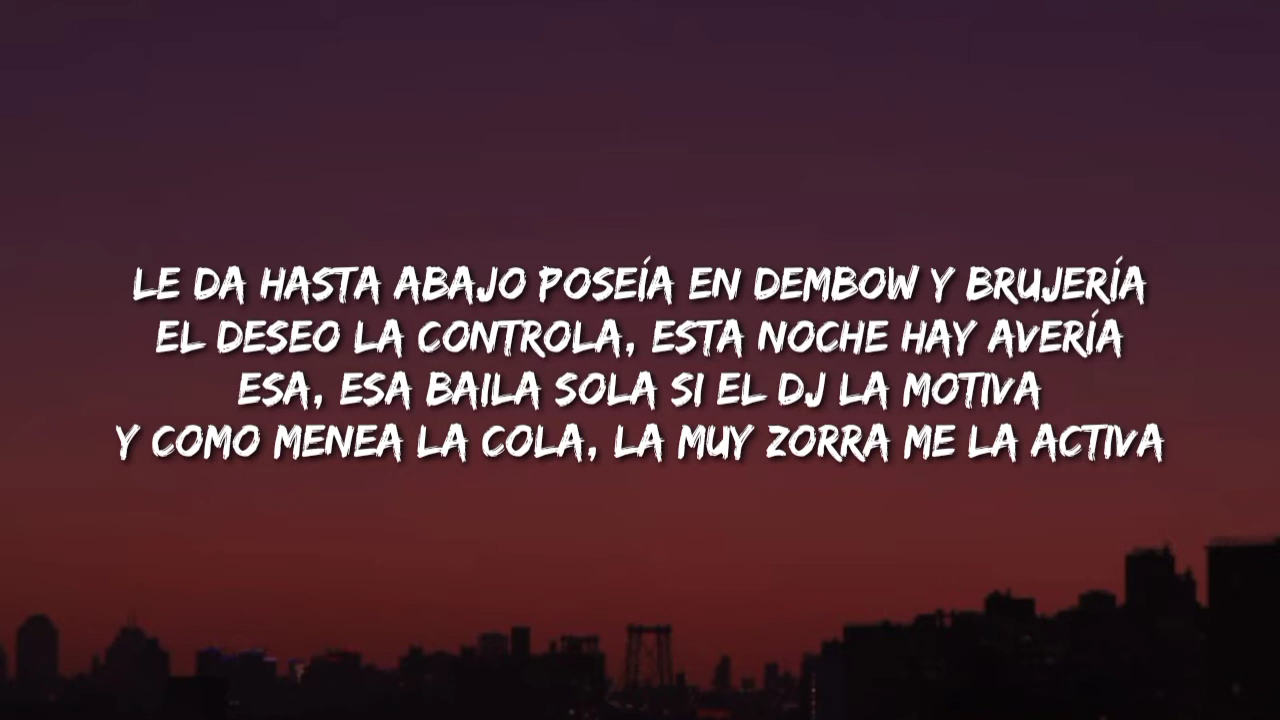 LE DA HASTA ABAJO POSEÍA EN DEMBOW Y BRUJERÍA
EL DESEO LA CONTROLA, ESTA NOCHE HAY AVERÍA
ESA, ESA BAILA SOLA SI EL DJ LA MOTIVA
Y COMO MENEA LA COLA, LA MUY ZORRA ME LA ACTIVA